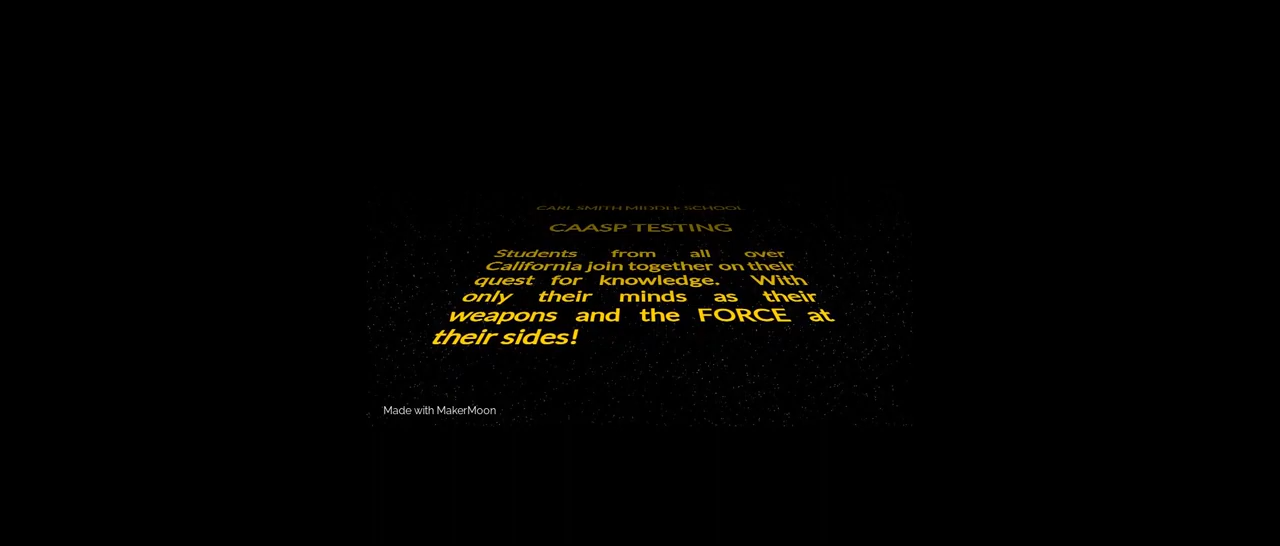 CARL SMITH MIDDLE SCHOOL
CAASP TESTING
Students from all over
California join together on their
quest for knowledge. With
only their minds as their
weapons and the FORCE at
their sides!
Made with MakerMoon